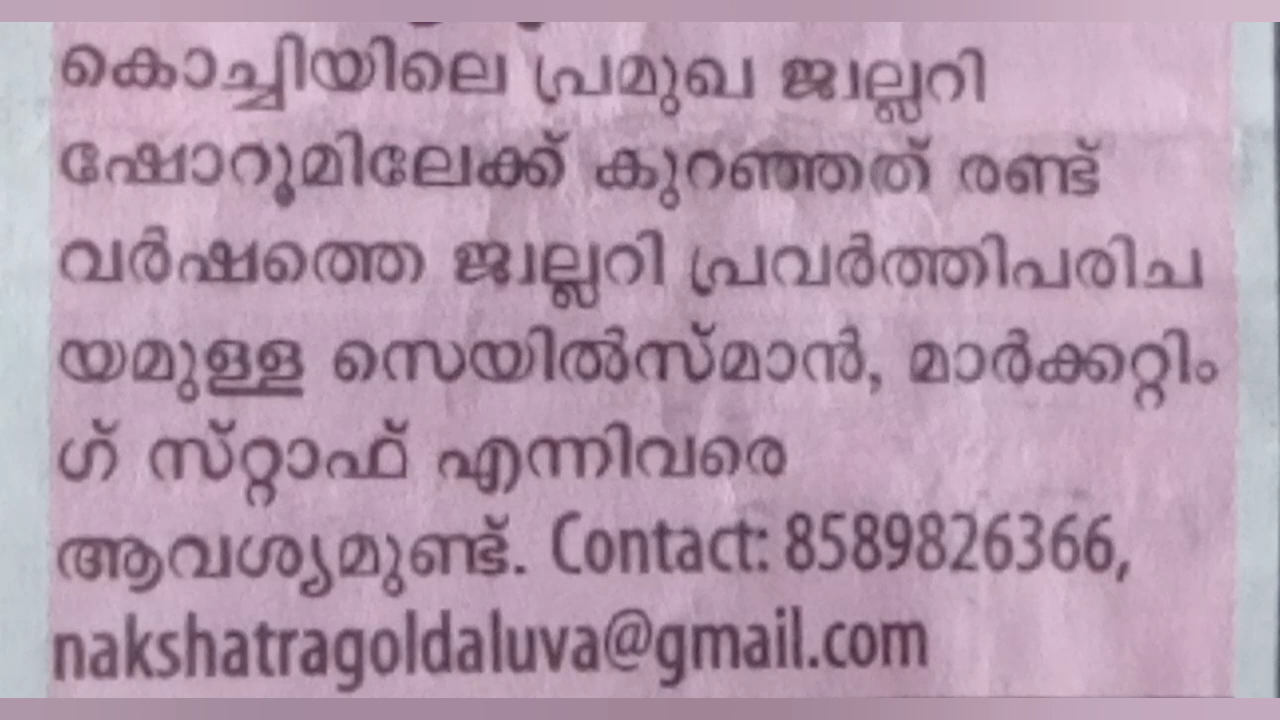 കൊച്ചിയിലെ പ്രമുഖ ജ്വല്ലറി
ഷോറൂമിലേക്ക് കുറഞ്ഞത് രണ്ട്
വർഷത്തെ ജ്വല്ലറി പ്രവർത്തിപരിച
യമുള്ള സെയിൽസ്മാൻ, മാർക്കറ്റിം
ഗ് സ്റ്റാഫ് എന്നിവരെ
ആവശ്യമുണ്ട്. Contact: 8589826366,
nakshatragoldaluva@gmail.com